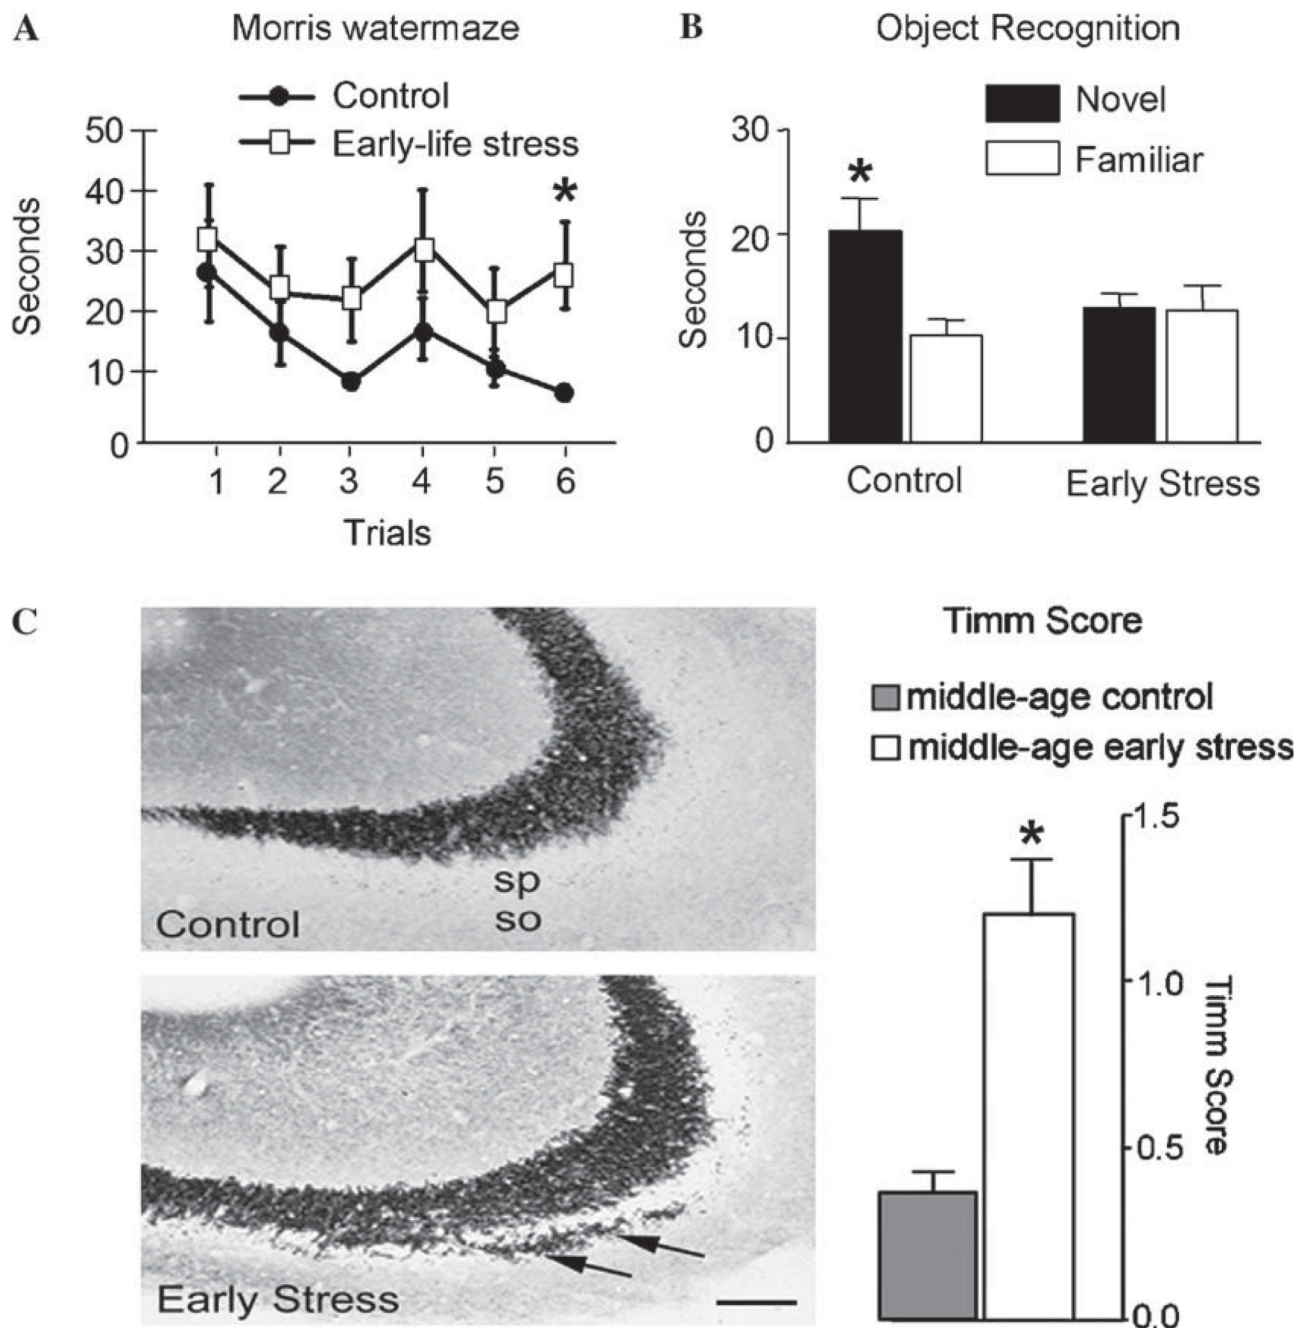 A
Morris watermaze
Control
Early-life stress
50
40
30
20
10
0
*
Seconds
1 2 3 4 5 6
Trials
B
Object Recognition
Novel
Familiar
30
20
10
0
*
Seconds
Control
Early Stress
C
sp
so
Control
Early Stress
Timm Score
middle-age control
middle-age early stress
*
1.5
1.0
0.5
0.0
Timm Score